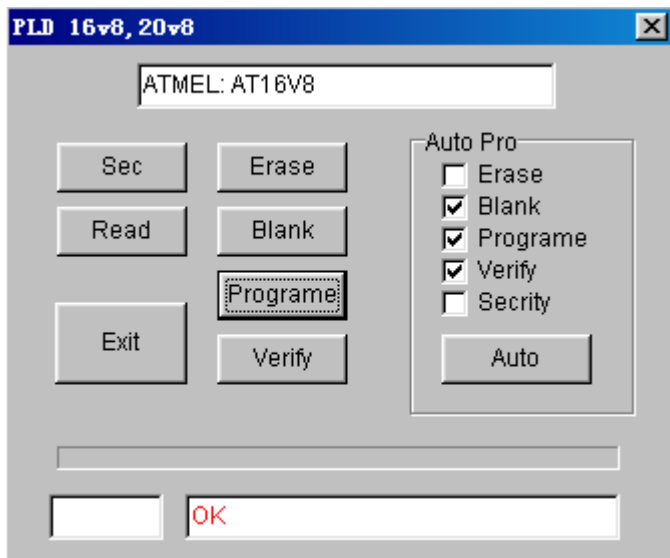 PLD 16v8, 20v8
ATMEL: AT16V8
Sec
Erase
Read
Blank
Programe
Exit
Verify
Auto Pro
Erase
Blank
Programe
Verify
Secrity
Auto
OK